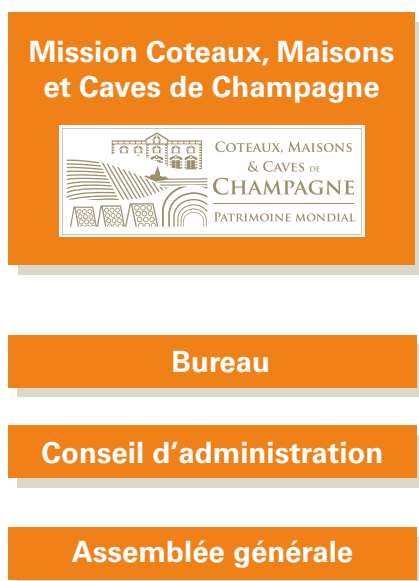 Mission Coteaux, Maisons
et Caves de Champagne
COTEAUX, MAISONS
& CAVES DE
CHAMPAGNE
PATRIMOINE MONDIAL
Bureau
Conseil d’administration
Assemblée générale